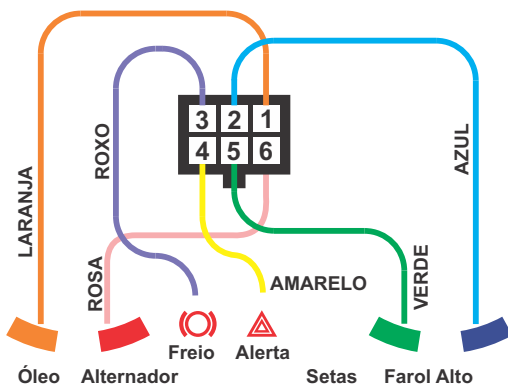 3 2 1
4 5 6
LARANJA
ROXO
AZUL
ROSA
AMARELO
VERDE
Freio Alerta
Óleo Alternador Setas Farol Alto